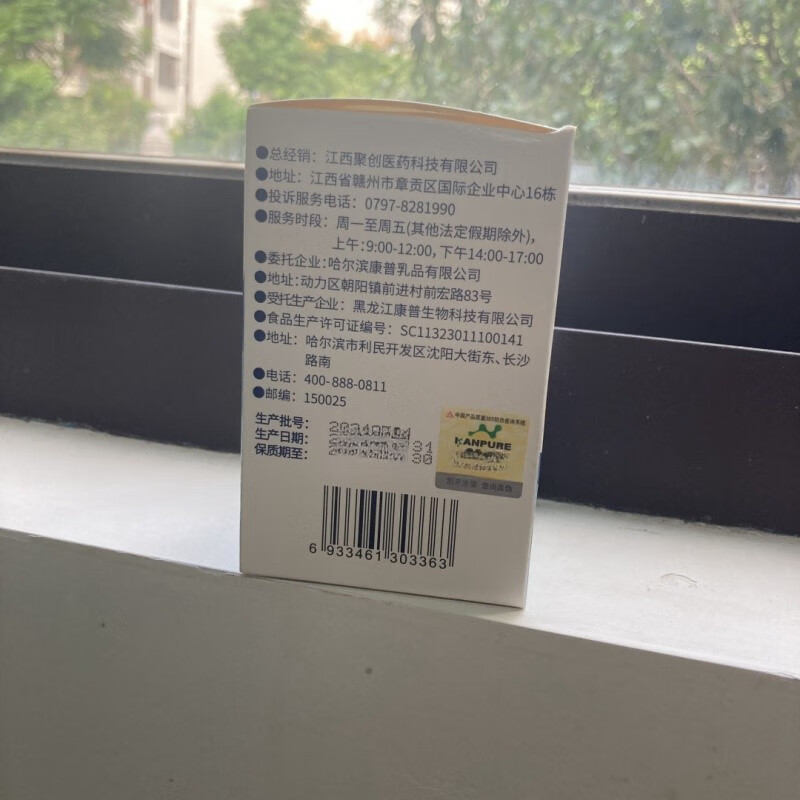 ●总经销：江西聚创医药科技有限公司
●地址：江西省赣州市章贡区国际企业中心16栋
●投诉服务电话：0797-8281990
●服务时段：周一至周五(其他法定假期除外)，
上午：9:00-12:00，下午14:00-17:00
●委托企业：哈尔滨康普乳品有限公司
●地址：动力区朝阳镇前进村前宏路83号
●受托生产企业：黑龙江康普生物科技有限公司
●食品生产许可证编号：SC11323011100141
●地址：哈尔滨市利民开发区沈阳大街东、长沙
路南
●电话：400-888-0811
●邮编：150025
生产批号：
生产日期：
保质期至：
KANPURE
6 933461 303363